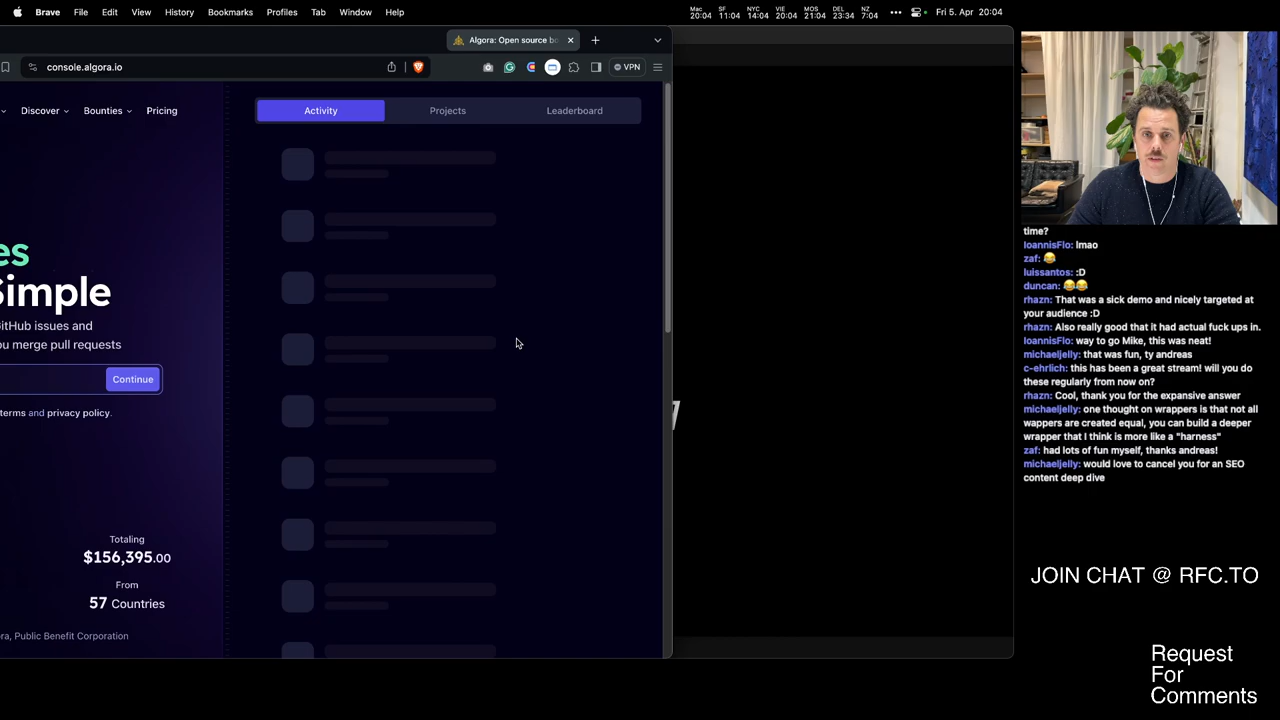 Brave File Edit View History Bookmarks Profiles Tab Window Help
Mac SF NYC VIE MOS DEL NZ
20:04 11:04 14:04 20:04 21:04 23:34 7:04
••• Fri 5. Apr 20:04
Algora: Open source bo
console.algora.io
VPN
Discover Bounties Pricing
Activity Projects Leaderboard
es
Simple
GitHub issues and
ou merge pull requests
Continue
terms and privacy policy.
Totaling
$156,395.00
From
57 Countries
ra, Public Benefit Corporation
time?
IoannisFlo: lmao
zaf: 😂
luissantos: :D
duncan: 😂😂
rhazn: That was a sick demo and nicely targeted at
your audience :D
rhazn: Also really good that it had actual fuck ups in.
IoannisFlo: way to go Mike, this was neat!
michaeljelly: that was fun, ty andreas
c-ehrlich: this has been a great stream! will you do
these regularly from now on?
rhazn: Cool, thank you for the expansive answer
michaeljelly: one thought on wrappers is that not all
wappers are created equal, you can build a deeper
wrapper that I think is more like a "harness"
zaf: had lots of fun myself, thanks andreas!
michaeljelly: would love to cancel you for an SEO
content deep dive
JOIN CHAT @ RFC.TO
Request
For
Comments